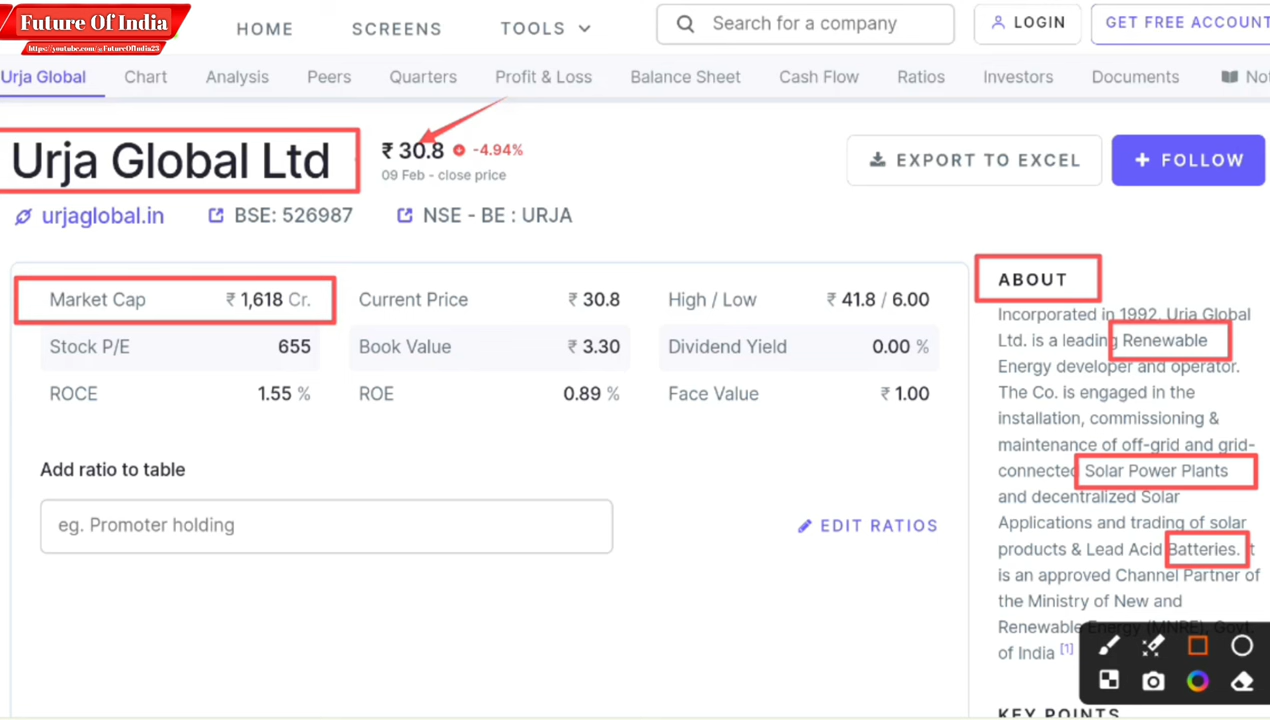 Future Of India
https://youtube.com/@FutureOfIndia23
HOME SCREENS TOOLS
Search for a company
LOGIN
GET FREE ACCOUNT
Urja Global Chart Analysis Peers Quarters Profit & Loss Balance Sheet Cash Flow Ratios Investors Documents Not
Urja Global Ltd
₹ 30.8 -4.94%
09 Feb - close price
EXPORT TO EXCEL
+ FOLLOW
urjaglobal.in BSE: 526987 NSE - BE : URJA
Market Cap ₹ 1,618 Cr. Current Price ₹ 30.8 High / Low ₹ 41.8 / 6.00
Stock P/E 655 Book Value ₹ 3.30 Dividend Yield 0.00 %
ROCE 1.55 % ROE 0.89 % Face Value ₹ 1.00
Add ratio to table
eg. Promoter holding
EDIT RATIOS
ABOUT
Incorporated in 1992, Urja Global
Ltd. is a leading Renewable
Energy developer and operator.
The Co. is engaged in the
installation, commissioning &
maintenance of off-grid and grid-
connected Solar Power Plants
and decentralized Solar
Applications and trading of solar
products & Lead Acid Batteries. It
is an approved Channel Partner of
the Ministry of New and
Renewable Energy (MNRE), Govt.
of India [1]
KEY POINTS